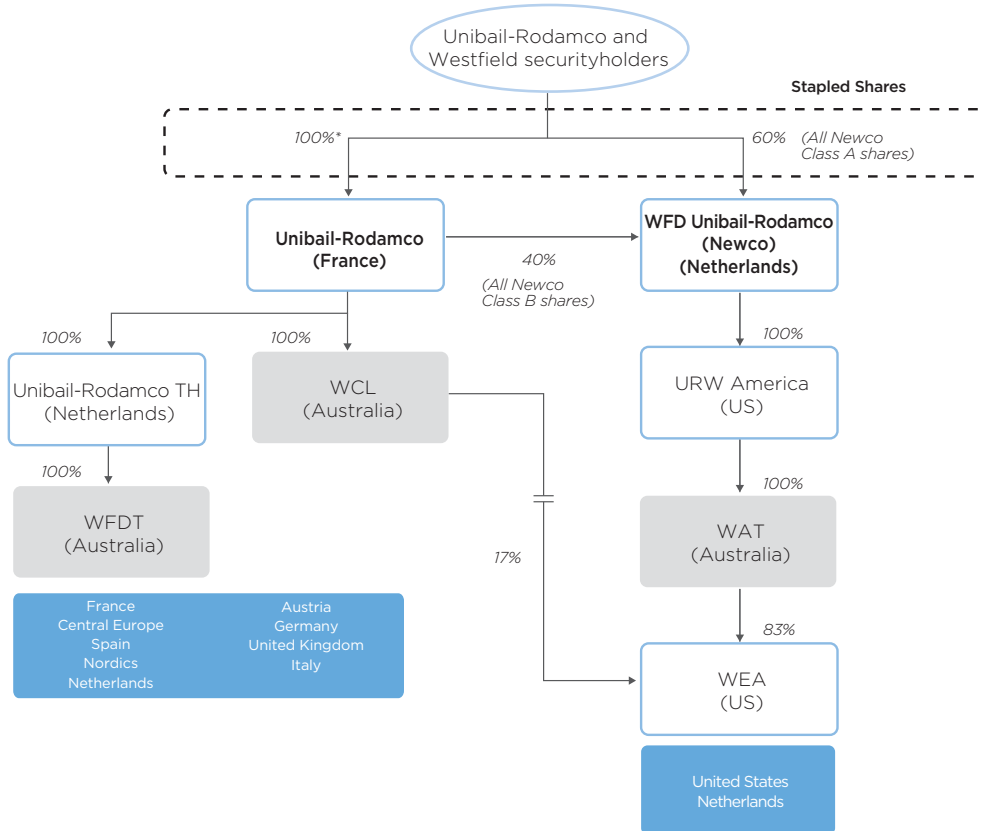 Unibail-Rodamco and
Westfield securityholders
Stapled Shares
100%*
60%
(All Newco
Class A shares)
Unibail-Rodamco
(France)
40%
(All Newco
Class B shares)
WFD Unibail-Rodamco
(Newco)
(Netherlands)
100%
100%
100%
Unibail-Rodamco TH
(Netherlands)
WCL
(Australia)
URW America
(US)
100%
100%
WFDT
(Australia)
17%
WAT
(Australia)
France
Central Europe
Spain
Nordics
Netherlands
Austria
Germany
United Kingdom
Italy
83%
WEA
(US)
United States
Netherlands